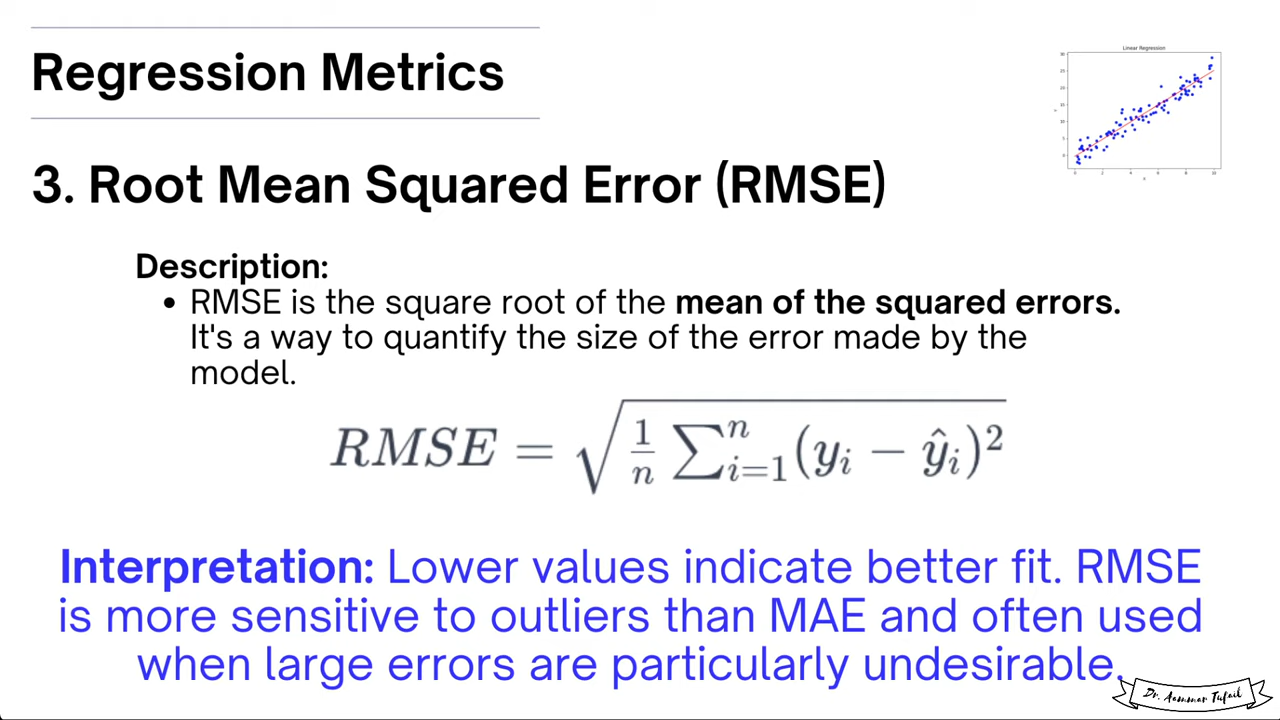 Regression Metrics
Linear Regression
3. Root Mean Squared Error (RMSE)
Description:
• RMSE is the square root of the mean of the squared errors.
It's a way to quantify the size of the error made by the
model.
RMSE = √(1/n ∑ⁿᵢ₌₁ (yᵢ − ŷᵢ)²)
Interpretation: Lower values indicate better fit. RMSE
is more sensitive to outliers than MAE and often used
when large errors are particularly undesirable.
Dr. Aammar Tufail